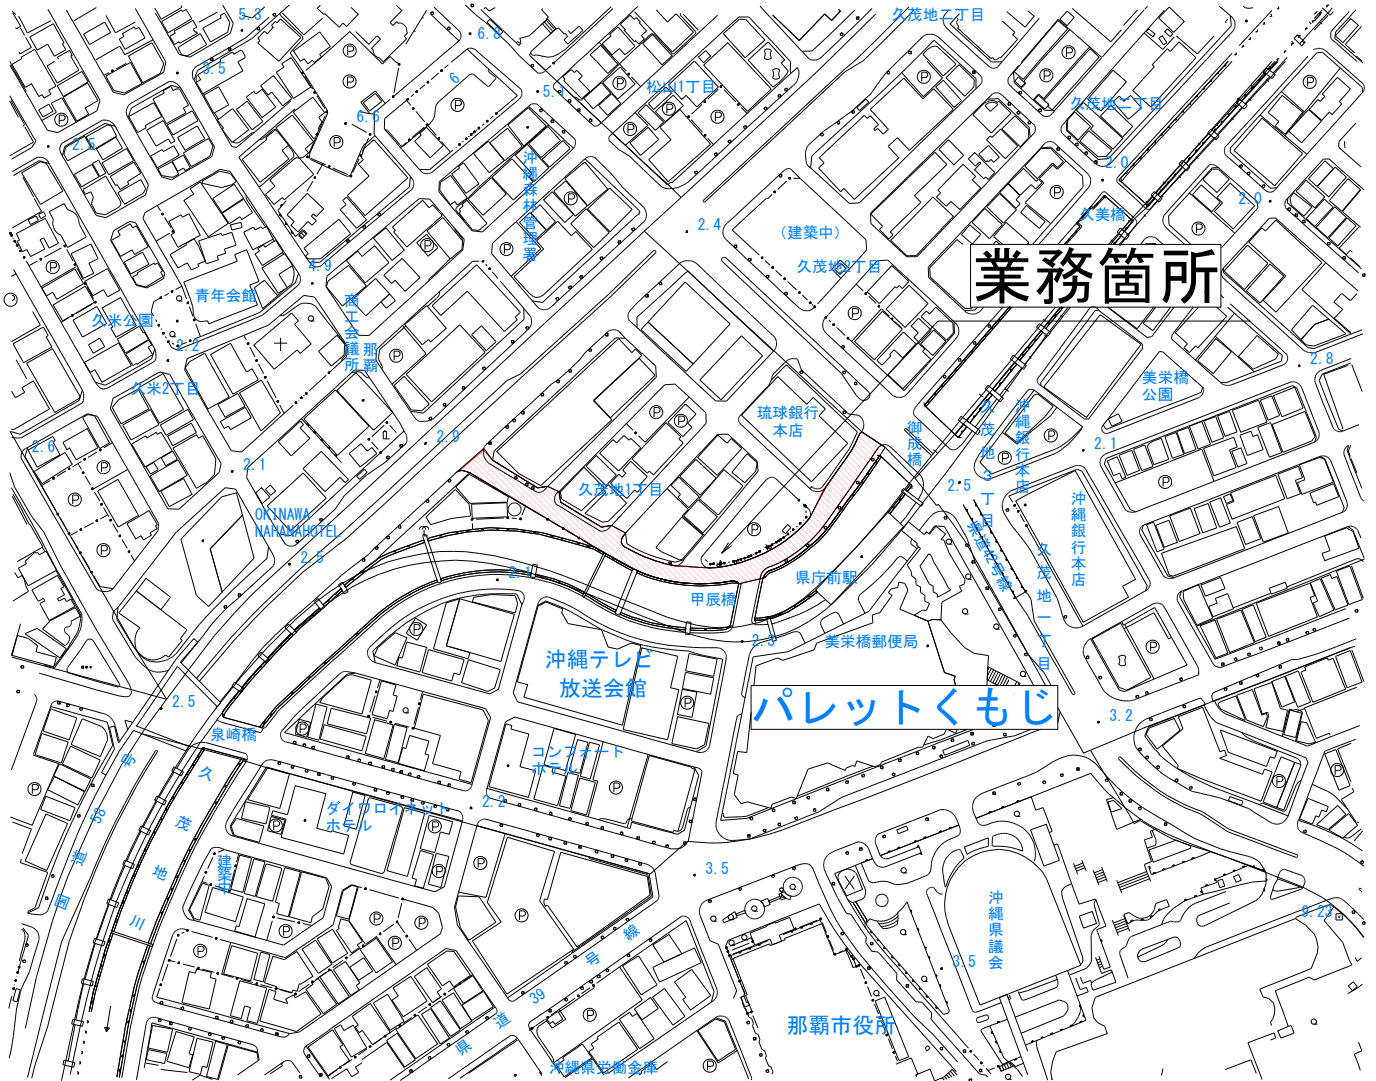 5.3
久茂地二丁目
6.8
3.5
6
松山1丁目
5.1
久茂地二丁目
6.6
2.5
沖縄森林管理署
2.0
2.0
久美橋
2.4
(建築中)
久茂地2丁目
業務箇所
4.9
青年会館
商工会議所
那覇
久米公園
2.2
2.8
久米2丁目
美栄橋
公園
琉球銀行
本店
久茂地3丁目
沖縄銀行本店
御成橋
2.6
2.9
2.1
2.1
久茂地1丁目
2.5
沖縄銀行本店
OKINAWA
NAHANAHOTEL
県道42号線
久茂地一丁目
2.5
2.1
県庁前駅
甲辰橋
2.5
美栄橋郵便局
沖縄テレビ
放送会館
パレットくもじ
2.5
3.2
泉崎橋
コンフォート
ホテル
国道58号
久茂地川
ダイワロイネット
ホテル
2.2
建築中
3.5
沖縄県議会
9.23
県道39号線
3.5
那覇市役所
沖縄県労働金庫